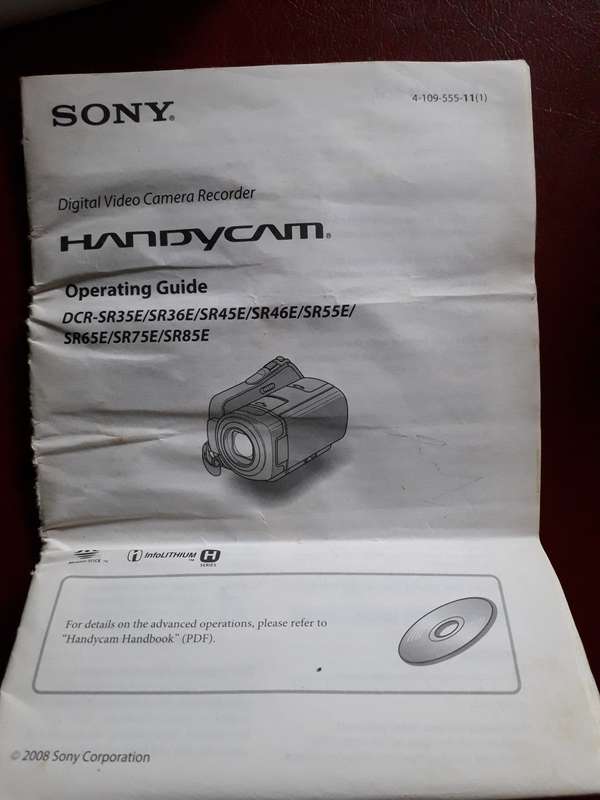 SONY®
4-109-555-11(1)
Digital Video Camera Recorder
HANDYCAM®
Operating Guide
DCR-SR35E/SR36E/SR45E/SR46E/SR55E/
SR65E/SR75E/SR85E
InfoLITHIUM™ H
SERIES
For details on the advanced operations, please refer to
“Handycam Handbook” (PDF).
© 2008 Sony Corporation